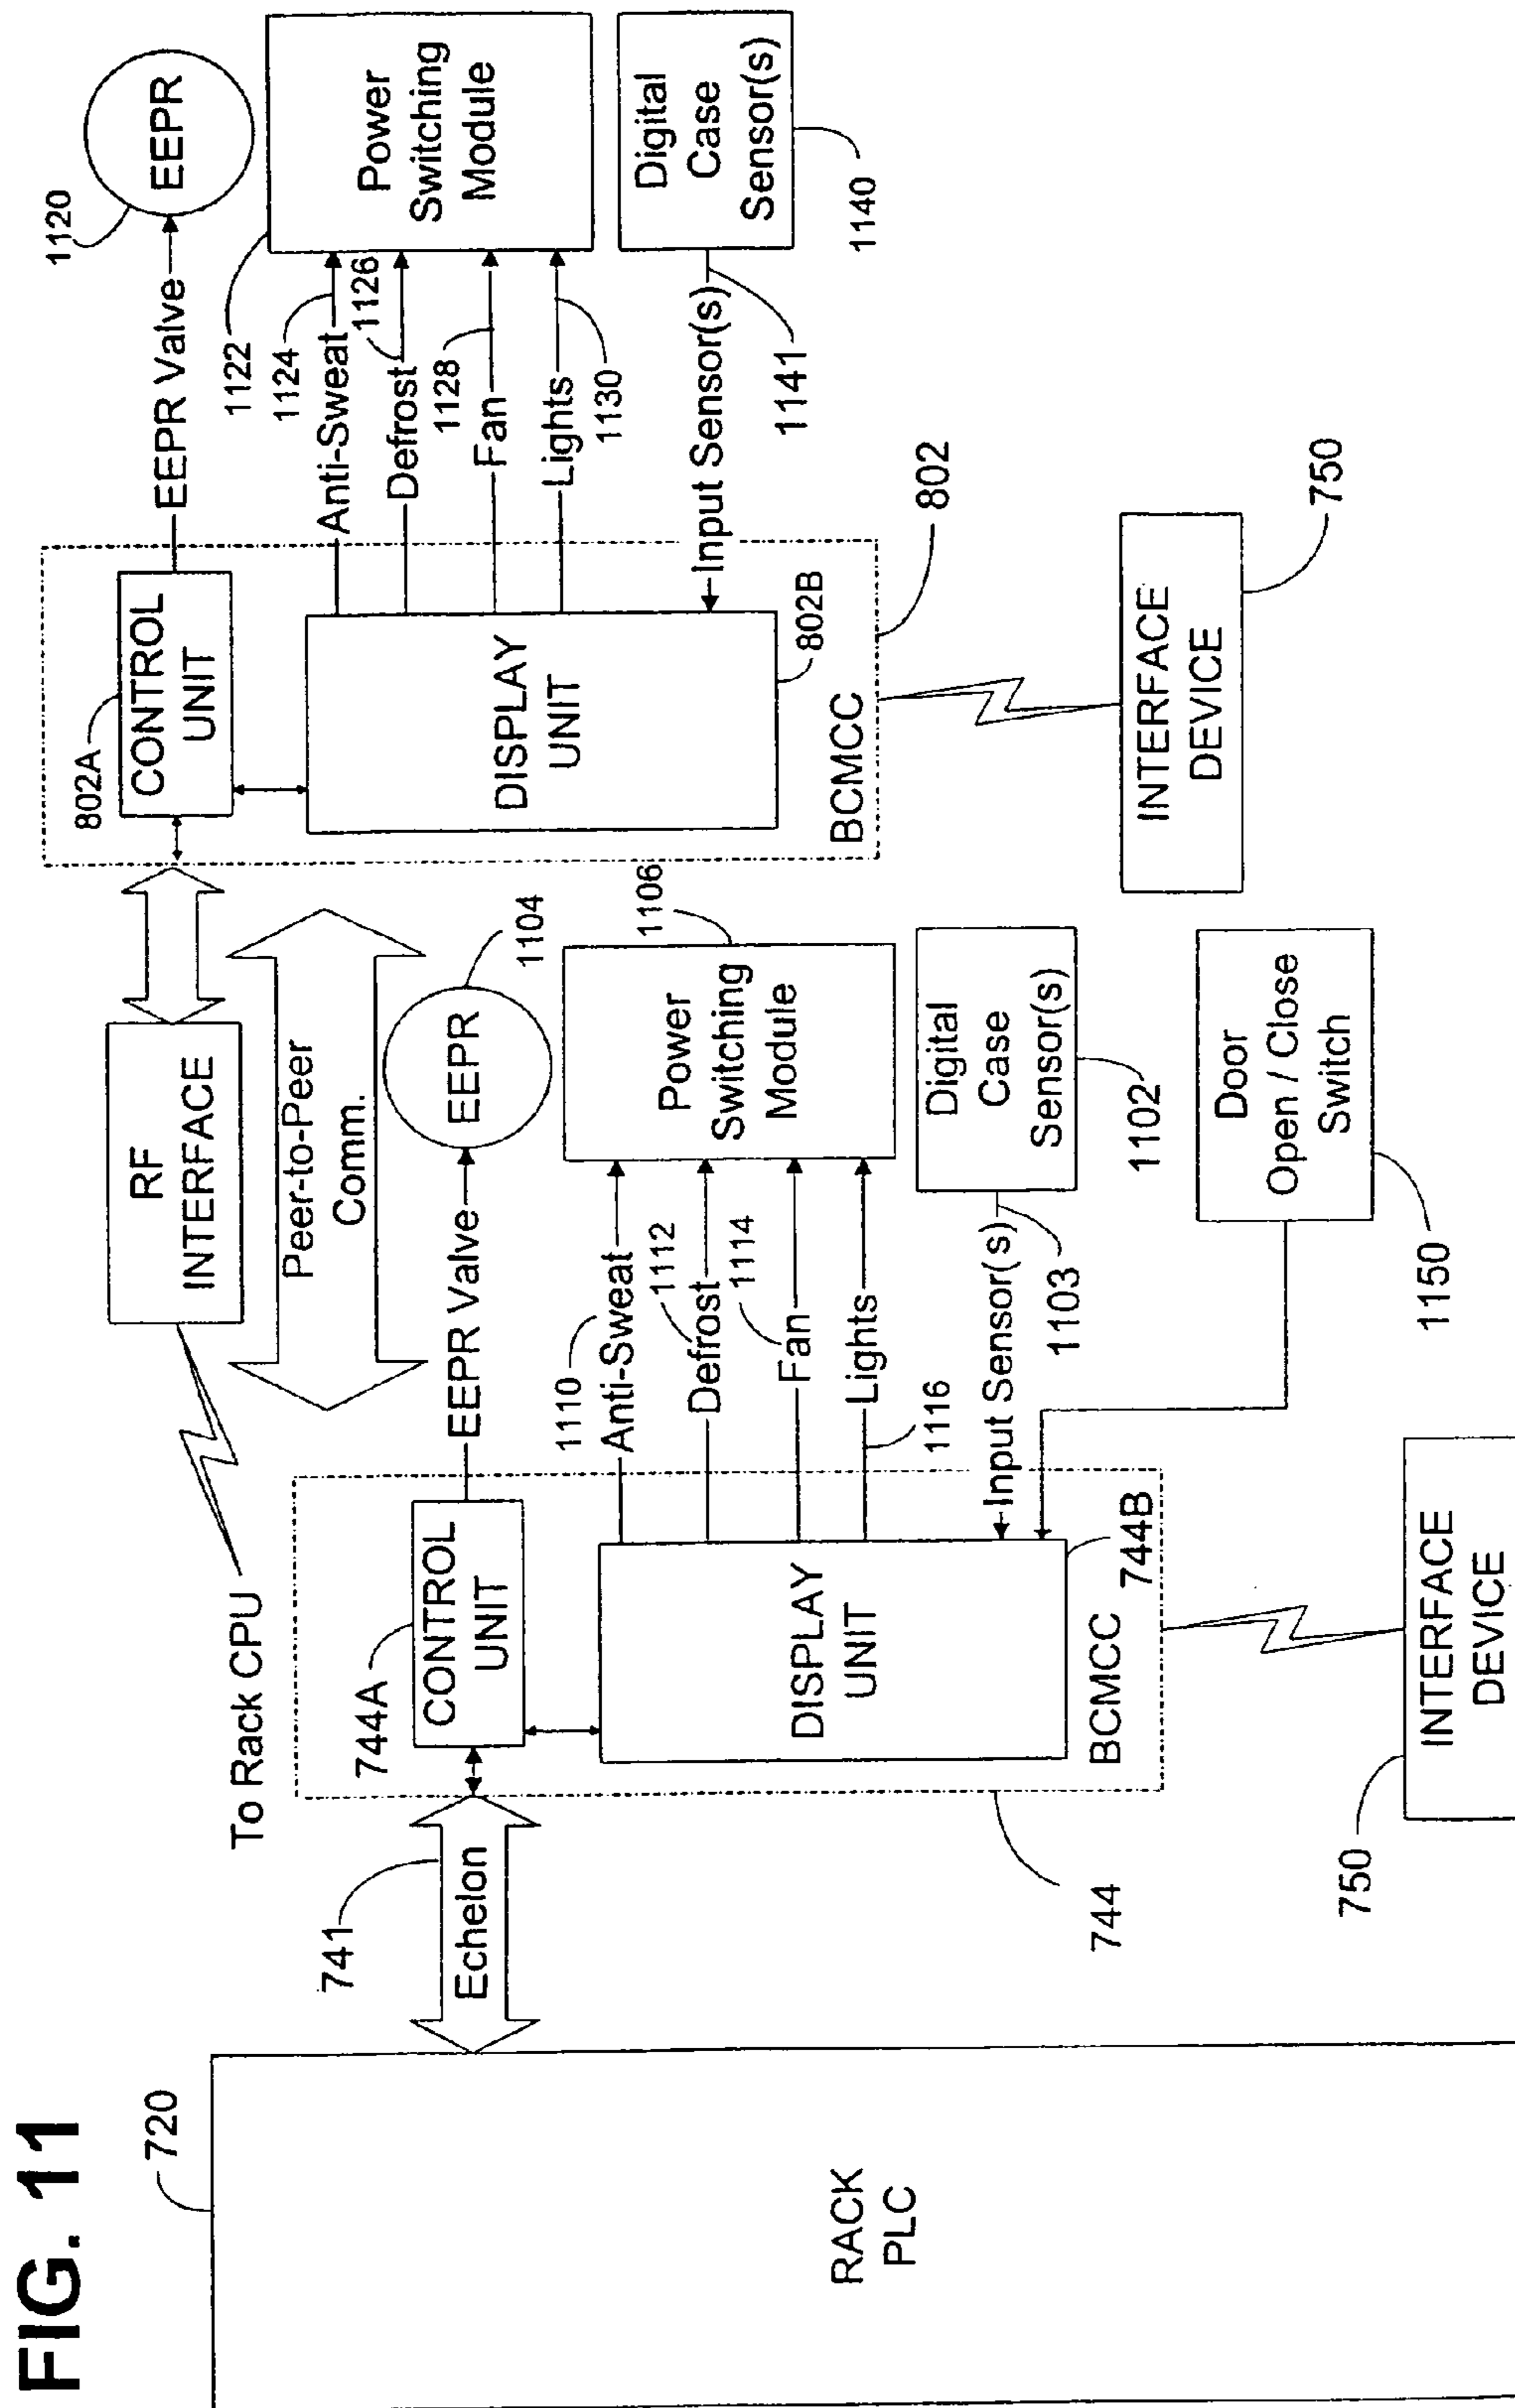 FIG. 11
720
RACK
PLC
741
Echelon
To Rack CPU
RF
INTERFACE
Peer-to-Peer
Comm.
744A
CONTROL
UNIT
EEPR Valve
EEPR
1104
DISPLAY
UNIT
744B
BCMCC
744
1110
Anti-Sweat
1112
Defrost
1114
Fan
Lights
1116
Power
Switching
Module
1106
Input Sensor(s)
1103
Digital
Case
Sensor(s)
1102
Door
Open / Close
Switch
1150
INTERFACE
DEVICE
750
802A
CONTROL
UNIT
EEPR Valve
EEPR
1120
DISPLAY
UNIT
802B
BCMCC
802
Anti-Sweat
1124
Defrost
1126
Fan
1128
Lights
1130
Power
Switching
Module
1122
Input Sensor(s)
1141
Digital
Case
Sensor(s)
1140
INTERFACE
DEVICE
750